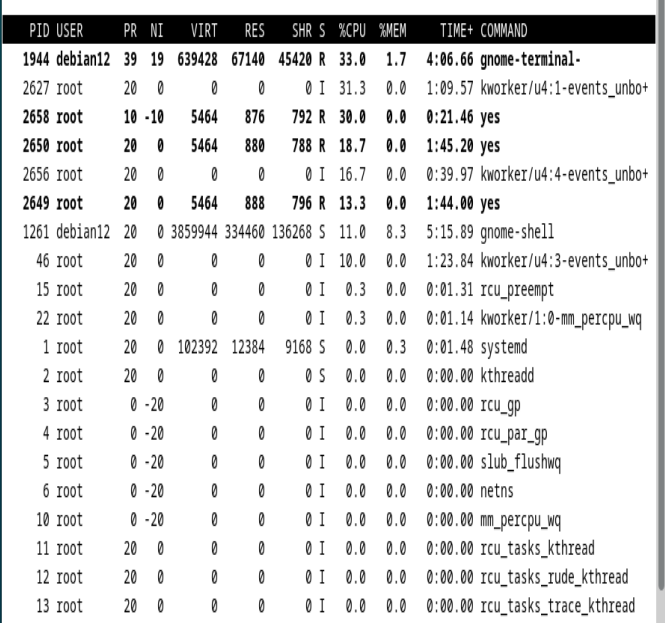 PID USER PR NI VIRT RES SHR S %CPU %MEM TIME+ COMMAND
1944 debian12 39 19 639428 67140 45420 R 33.0 1.7 4:06.66 gnome-terminal-
2627 root 20 0 0 0 0 I 31.3 0.0 1:09.57 kworker/u4:1-events_unbo+
2658 root 10 -10 5464 876 792 R 30.0 0.0 0:21.46 yes
2650 root 20 0 5464 880 788 R 18.7 0.0 1:45.20 yes
2656 root 20 0 0 0 0 I 16.7 0.0 0:39.97 kworker/u4:4-events_unbo+
2649 root 20 0 5464 888 796 R 13.3 0.0 1:44.00 yes
1261 debian12 20 0 3859944 334460 136268 S 11.0 8.3 5:15.89 gnome-shell
46 root 20 0 0 0 0 I 10.0 0.0 1:23.84 kworker/u4:3-events_unbo+
15 root 20 0 0 0 0 I 0.3 0.0 0:01.31 rcu_preempt
22 root 20 0 0 0 0 I 0.3 0.0 0:01.14 kworker/1:0-mm_percpu_wq
1 root 20 0 102392 12384 9168 S 0.0 0.3 0:01.48 systemd
2 root 20 0 0 0 0 S 0.0 0.0 0:00.00 kthreadd
3 root 0 -20 0 0 0 I 0.0 0.0 0:00.00 rcu_gp
4 root 0 -20 0 0 0 I 0.0 0.0 0:00.00 rcu_par_gp
5 root 0 -20 0 0 0 I 0.0 0.0 0:00.00 slub_flushwq
6 root 0 -20 0 0 0 I 0.0 0.0 0:00.00 netns
10 root 0 -20 0 0 0 I 0.0 0.0 0:00.00 mm_percpu_wq
11 root 20 0 0 0 0 I 0.0 0.0 0:00.00 rcu_tasks_kthread
12 root 20 0 0 0 0 I 0.0 0.0 0:00.00 rcu_tasks_rude_kthread
13 root 20 0 0 0 0 I 0.0 0.0 0:00.00 rcu_tasks_trace_kthread